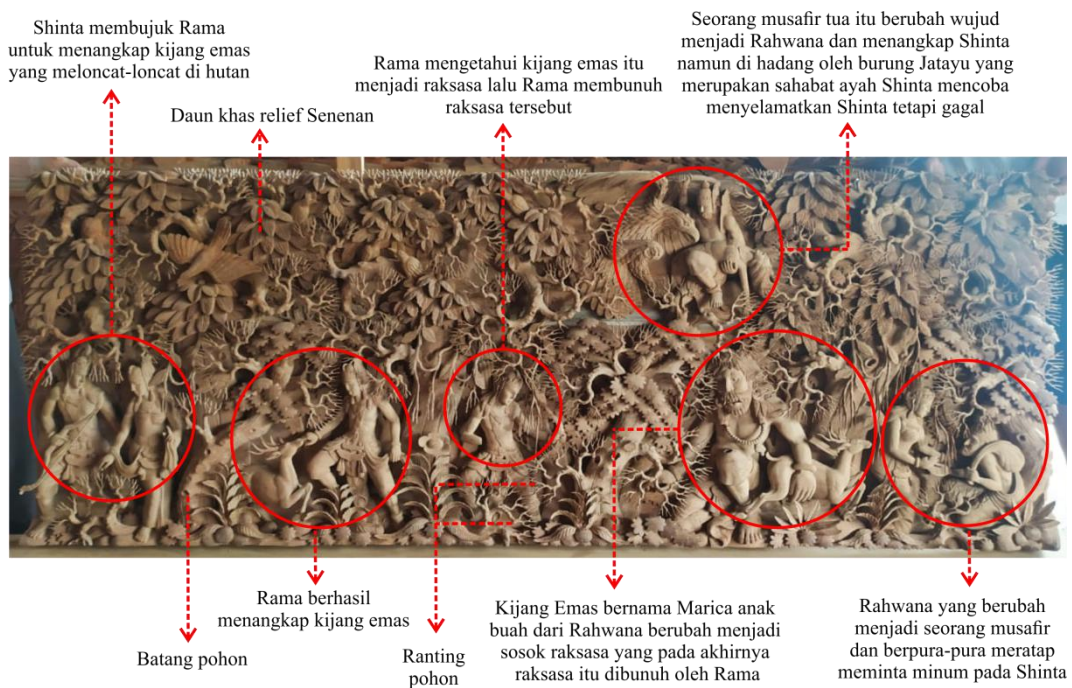 Shinta membujuk Rama
untuk menangkap kijang emas
yang meloncat-loncat di hutan
Daun khas relief Senenan
Rama mengetahui kijang emas itu
menjadi raksasa lalu Rama membunuh
raksasa tersebut
Seorang musafir tua itu berubah wujud
menjadi Rahwana dan menangkap Shinta
namun di hadang oleh burung Jatayu yang
merupakan sahabat ayah Shinta mencoba
menyelamatkan Shinta tetapi gagal
Batang pohon
Rama berhasil
menangkap kijang emas
Ranting
pohon
Kijang Emas bernama Marica anak
buah dari Rahwana berubah menjadi
sosok raksasa yang pada akhirnya
raksasa itu dibunuh oleh Rama
Rahwana yang berubah
menjadi seorang musafir
dan berpura-pura meratap
meminta minum pada Shinta